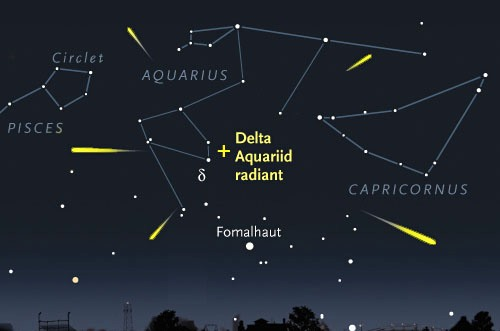 Circlet
AQUARIUS
PISCES
Delta
Aquariid
radiant
δ
CAPRICORNUS
Fomalhaut